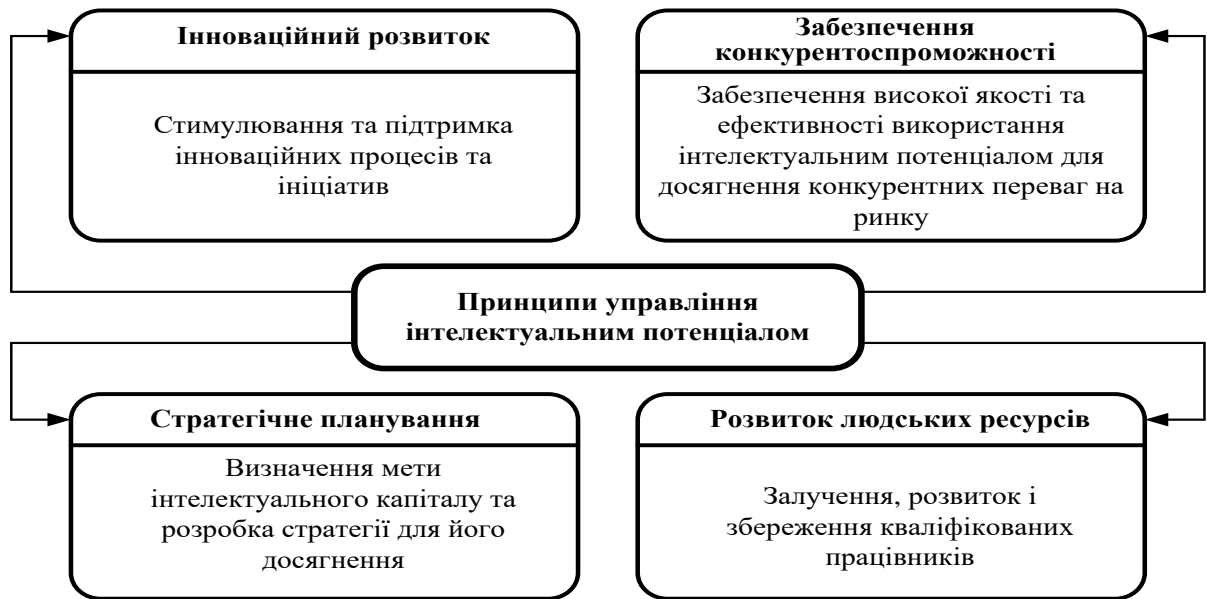 Інноваційний розвиток
Стимулювання та підтримка
інноваційних процесів та
ініціатив
Забезпечення
конкурентоспроможності
Забезпечення високої якості та
ефективності використання
інтелектуальним потенціалом для
досягнення конкурентних переваг на
ринку
Принципи управління
інтелектуальним потенціалом
Стратегічне планування
Визначення мети
інтелектуального капіталу та
розробка стратегії для його
досягнення
Розвиток людських ресурсів
Залучення, розвиток і
збереження кваліфікованих
працівників